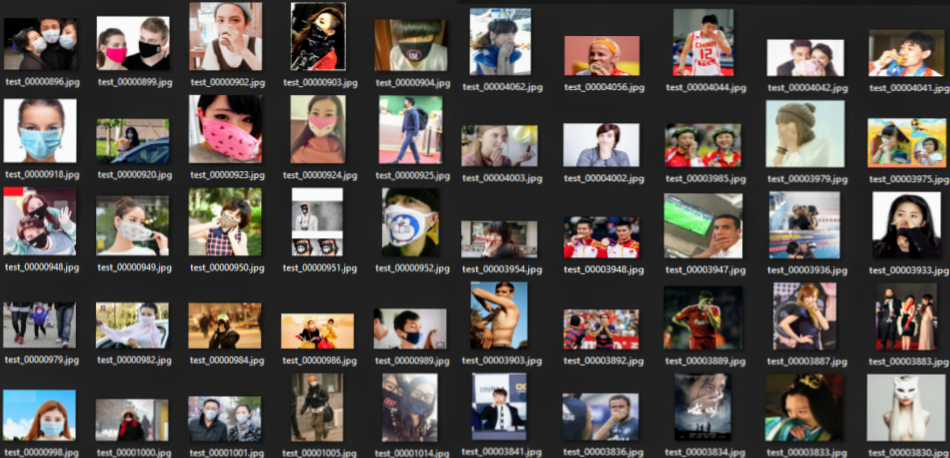 test_00000896.jpg test_00000899.jpg test_00000902.jpg test_00000903.jpg test_00000904.jpg test_00004062.jpg test_00004056.jpg test_00004044.jpg test_00004042.jpg test_00004041.jpg
CHINA
12
test_00000918.jpg test_00000920.jpg test_00000923.jpg test_00000924.jpg test_00000925.jpg test_00004003.jpg test_00004002.jpg test_00003985.jpg test_00003979.jpg test_00003975.jpg
test_00000948.jpg test_00000949.jpg test_00000950.jpg test_00000951.jpg test_00000952.jpg test_00003954.jpg test_00003948.jpg test_00003947.jpg test_00003936.jpg test_00003933.jpg
test_00000979.jpg test_00000982.jpg test_00000984.jpg test_00000986.jpg test_00000989.jpg test_00003903.jpg test_00003892.jpg test_00003889.jpg test_00003887.jpg test_00003883.jpg
test_00000998.jpg test_00001000.jpg test_00001001.jpg test_00001005.jpg test_00001014.jpg test_00003841.jpg test_00003836.jpg test_00003834.jpg test_00003833.jpg test_00003830.jpg